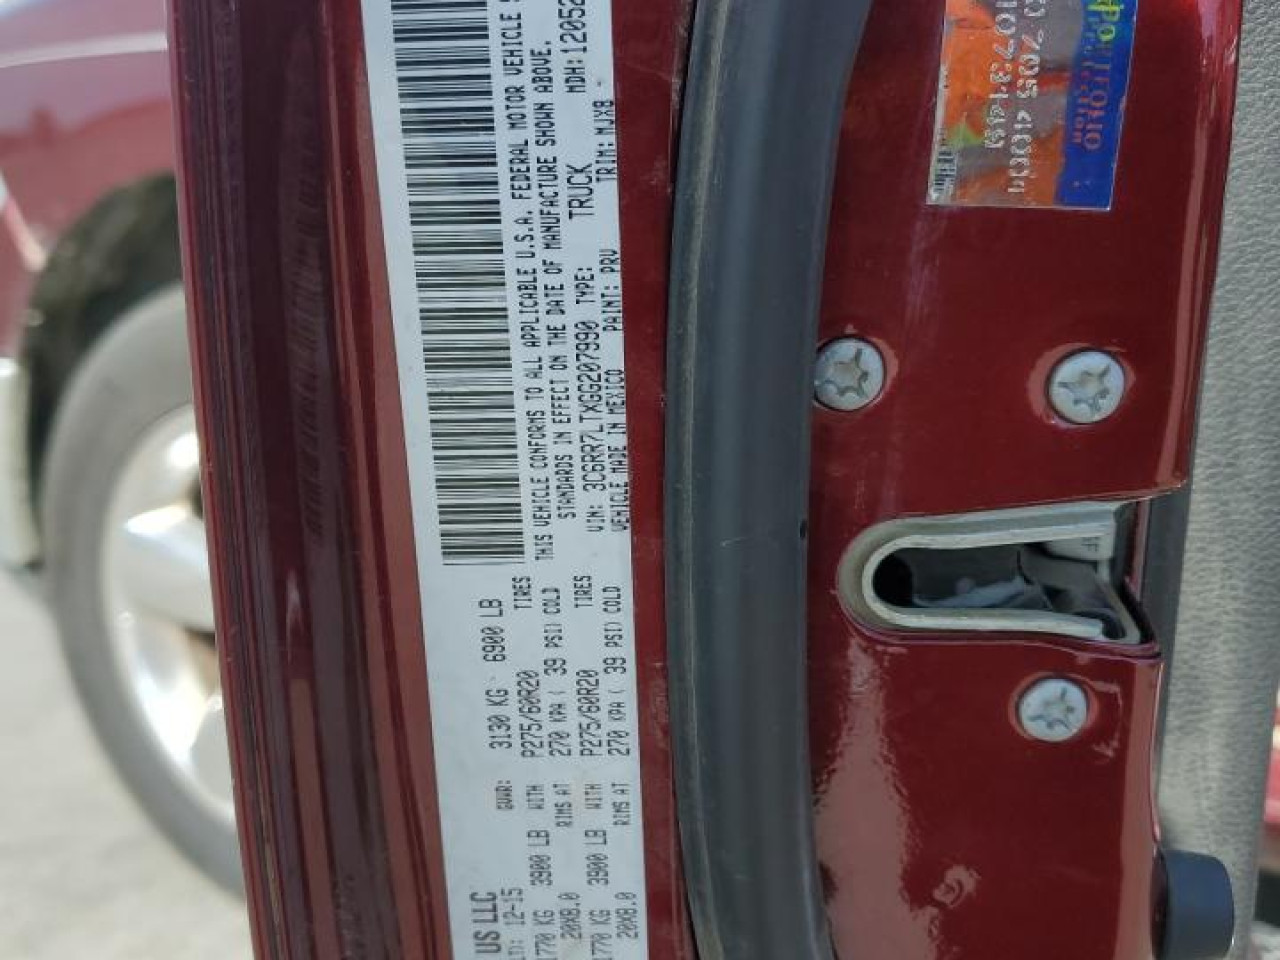 US LLC
12-15
GVWR: 3130 KG 6900 LB
1770 KG 3900 LB WITH P275/60R20 TIRES
20X8.0 RIMS AT 270 KPA ( 39 PSI) COLD
1770 KG 3900 LB WITH P275/60R20 TIRES
20X8.0 RIMS AT 270 KPA ( 39 PSI) COLD
THIS VEHICLE CONFORMS TO ALL APPLICABLE U.S.A. FEDERAL MOTOR VEHICLE S
STANDARDS IN EFFECT ON THE DATE OF MANUFACTURE SHOWN ABOVE.
VIN: 3C6RR7LTXGG207990 TYPE: TRUCK MDH:12052
VEHICLE MADE IN MEXICO PAINT: PRV TRIM: MJX8 -